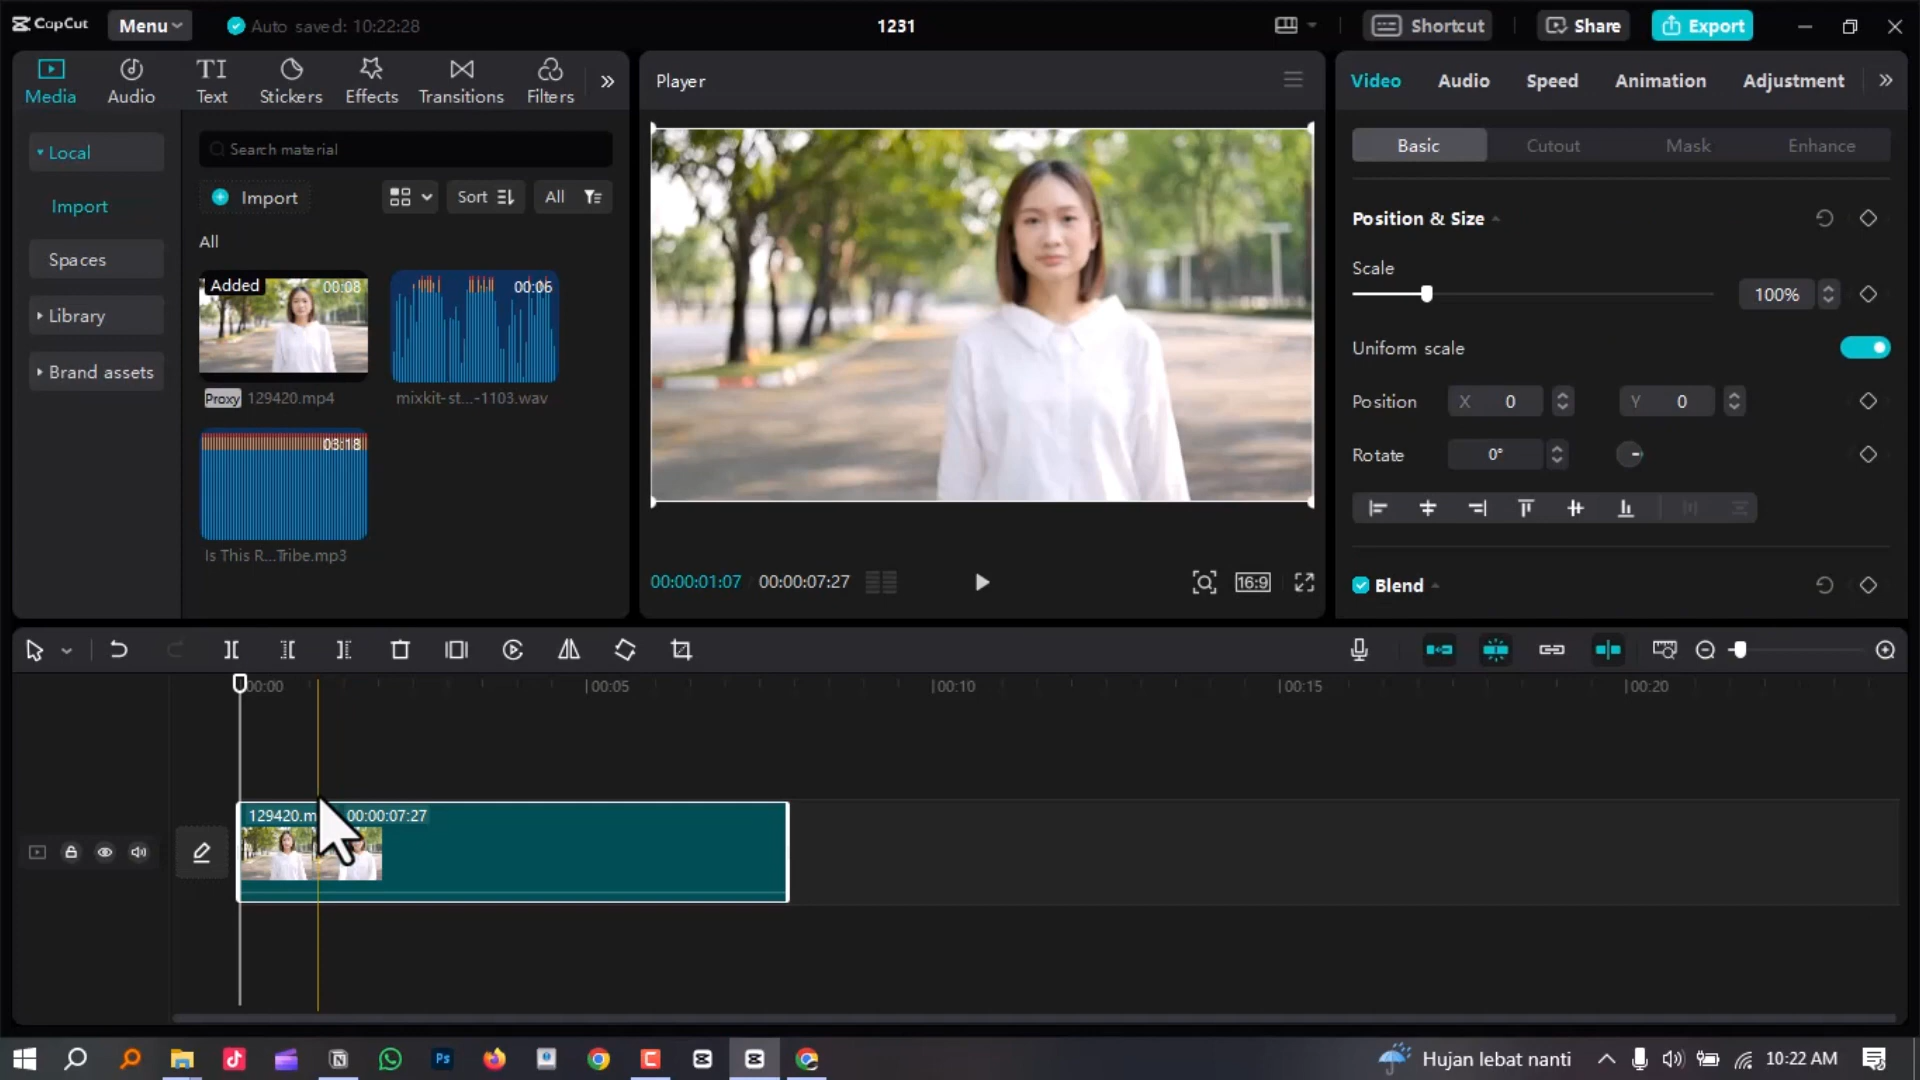 CapCut
Menu
Auto saved: 10:22:28
1231
Shortcut
Share
Export
Media
Audio
TI
Text
Stickers
Effects
Transitions
Filters
Local
Import
Spaces
Library
Brand assets
Search material
Import
Sort
All
All
Added
00:08
Proxy
129420.mp4
00:06
mixkit-st...-1103.wav
03:18
Is This R...Tribe.mp3
Player
00:00:01:07
00:00:07:27
16:9
Video
Audio
Speed
Animation
Adjustment
Basic
Cutout
Mask
Enhance
Position & Size
Scale
100%
Uniform scale
Position
X
0
Y
0
Rotate
0°
Blend
00:00
00:05
00:10
00:15
00:20
129420.m
00:00:07:27
Ps
Hujan lebat nanti
10:22 AM